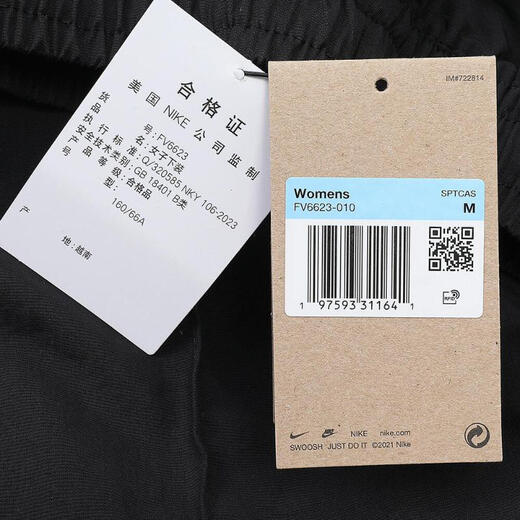 合格证
美国 NIKE 公司监制
货号: FV6623
品名: 女子下装
执行标准: Q/320585 NKY 106-2023
安全技术类别: GB 18401 B类
产品等级: 合格品
型: 160/66A
产地: 越南
IM#722814
Womens SPTCAS
FV6623-010 M
1 97593 31164 1
RFID
NIKE nike.com
SWOOSH JUST DO IT ©2021 Nike